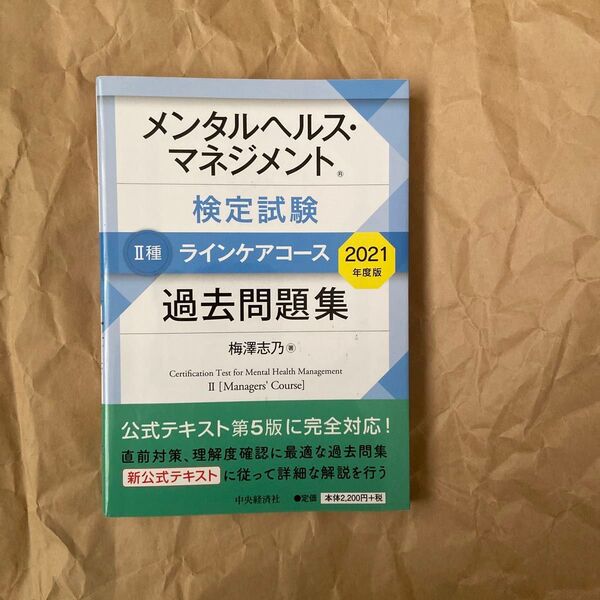 メンタルヘルス・
マネジメント®
検定試験
Ⅱ種 ラインケアコース
2021
年度版
過去問題集
梅澤志乃 著
Certification Test for Mental Health Management
II [Managers' Course]
公式テキスト第5版に完全対応!
直前対策、理解度確認に最適な過去問集
新公式テキストに従って詳細な解説を行う
中央経済社 ●定価 本体2,200円+税